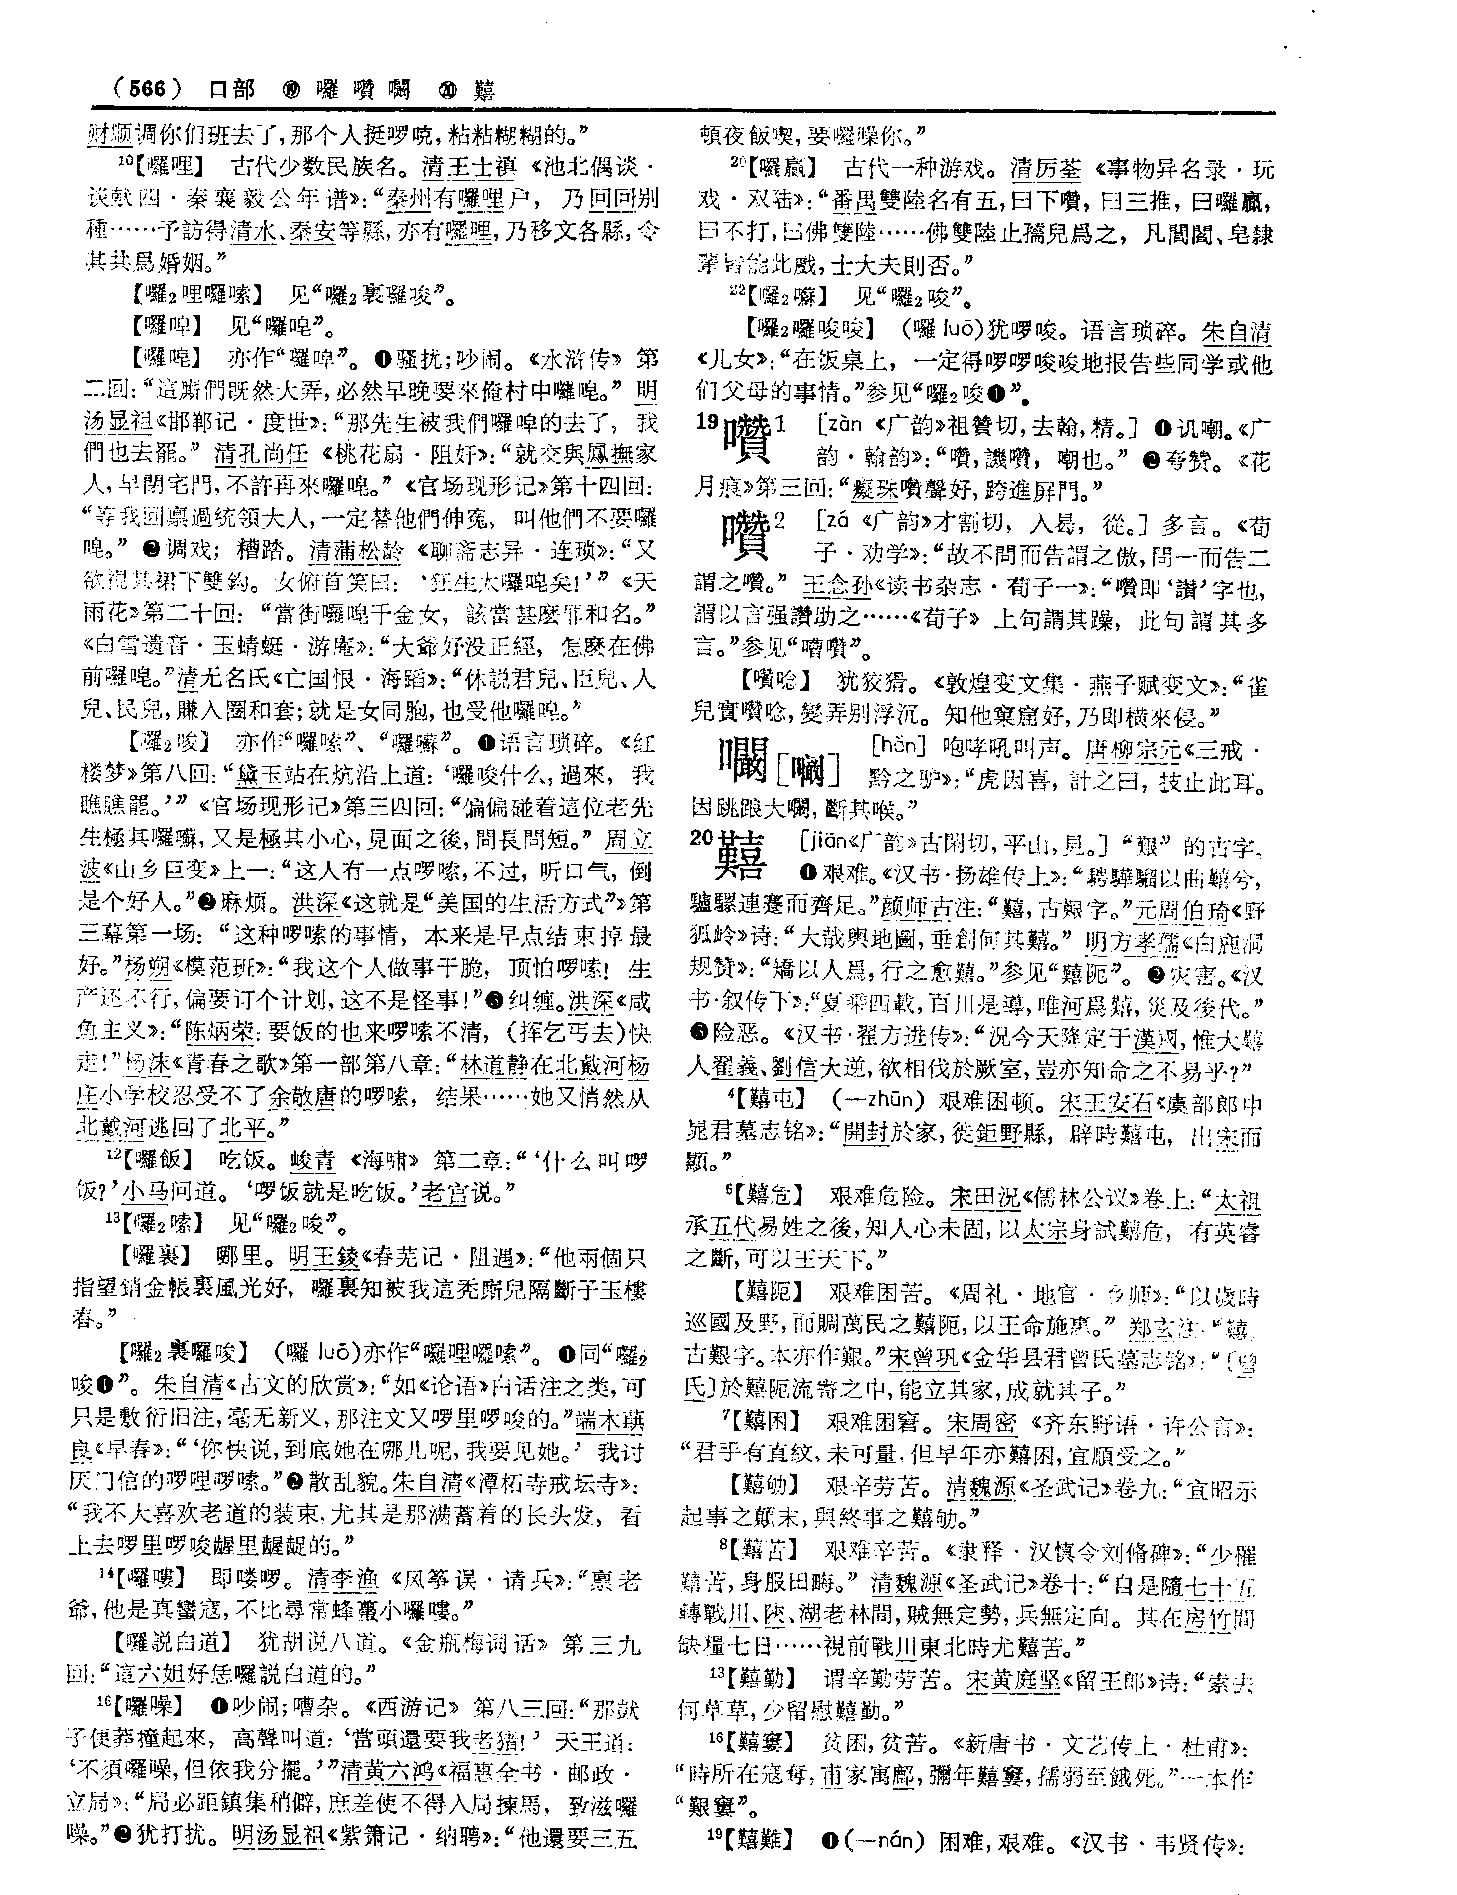 (566) 口部 ⑲ 囉 囋 㘚 ⑳ 囏
财顺调你们班去了,那个人挺啰唍,粘粘糊糊的。”
¹⁰【囉哩】 古代少数民族名。清王士禛《池北偶谈·
谈献四·秦襄毅公年谱》:“秦州有囉哩户,乃回回别
種……予訪得清水、秦安等縣,亦有囉哩,乃移文各縣,令
其共爲婚姻。”
【囉₂哩囉嗦】 见“囉₂裏囉唆”。
【囉唣】 见“囉唕”。
【囉唕】 亦作“囉唣”。❶骚扰;吵闹。《水浒传》第
二回:“這厮們既然大弄,必然早晚要來俺村中囉唕。”明
汤显祖《邯郸记·度世》:“那先生被我們囉唣的去了,我
們也去罷。”清孔尚任《桃花扇·阻奸》:“就交與鳳撫家
人,早閉宅門,不許再來囉唕。”《官场现形记》第十四回:
“等我回禀過统領大人,一定替他們伸冤,叫他們不要囉
唕。”❷调戏;糟踏。清蒲松龄《聊斋志异·连琐》:“又
欲視其裙下雙鈎。女俯首笑曰:‘狂生太囉唕矣!’”《天
雨花》第二十回:“當街囉唕千金女,該當甚麽罪和名。”
《白雪遗音·玉蜻蜓·游庵》:“大爺好没正經,怎麽在佛
前囉唕。”清无名氏《亡国恨·海蹈》:“休説君兒、臣兒、人
兒、民兒,賺入圈和套;就是女同胞,也受他囉唕。”
【囉₂唆】 亦作“囉嗦”、“囉囌”。❶语言琐碎。《红
楼梦》第八回:“黛玉站在炕沿上道:‘囉唆什么,過來,我
瞧瞧罷。’”《官场现形记》第三四回:“偏偏碰着這位老先
生極其囉囌,又是極其小心,見面之後,問長問短。”周立
波《山乡巨变》上一:“这人有一点啰嗦,不过,听口气,倒
是个好人。”❷麻烦。洪深《这就是“美国的生活方式”》第
三幕第一场:“这种啰嗦的事情,本来是早点结束掉最
好。”杨朔《模范班》:“我这个人做事干脆,顶怕啰嗦!生
产还不行,偏要订个计划,这不是怪事!”❸纠缠。洪深《咸
鱼主义》:“陈炳荣:要饭的也来啰嗦不清,(挥乞丐去)快
走!”杨沫《青春之歌》第一部第八章:“林道静在北戴河杨
庄小学校忍受不了余敬唐的啰嗦,结果……她又悄然从
北戴河逃回了北平。”
¹²【囉飯】 吃饭。峻青《海啸》第二章:“‘什么叫啰
饭?’小马问道。‘啰饭就是吃饭。’老宫说。”
¹³【囉₂嗦】 见“囉₂唆”。
【囉裏】 哪里。明王錂《春芜记·阻遇》:“他兩個只
指望銷金帳裏風光好,囉裏知被我這秃厮兒隔斷子玉樓
春。”
【囉₂裏囉唆】 (囉 luō)亦作“囉哩囉嗦”。❶同“囉₂
唆❶”。朱自清《古文的欣赏》:“如《论语》白话注之类,可
只是敷衍旧注,毫无新义,那注文又啰里啰唆的。”端木蕻
良《早春》:“‘你快说,到底她在哪儿呢,我要见她。’我讨
厌门倌的啰哩啰嗦。”❷散乱貌。朱自清《潭柘寺戒坛寺》:
“我不大喜欢老道的装束,尤其是那满蓄着的长头发,看
上去啰里啰唆龌里龌龊的。”
¹⁴【囉嘍】 即喽啰。清李渔《风筝误·请兵》:“禀老
爺,他是真蠻寇,不比尋常蜂蠆小囉嘍。”
【囉説白道】 犹胡说八道。《金瓶梅词话》第三九
回:“這六姐好恁囉説白道的。”
¹⁶【囉噪】 ❶吵闹;嘈杂。《西游记》第八三回:“那獃
子便莽撞起來,高聲叫道:‘當頭還要我老猪!’天王道:
‘不須囉噪,但依我分擺。’”清黄六鸿《福惠全书·邮政·
立局》:“局必距鎮集稍僻,庶差使不得入局揀馬,致滋囉
噪。”❷犹打扰。明汤显祖《紫箫记·纳聘》:“他還要三五
頓夜飯喫,要囉噪你。”
²⁰【囉嬴】 古代一种游戏。清厉荃《事物异名录·玩
戏·双陆》:“番禺雙陸名有五,曰下囋,曰三推,曰囉嬴,
曰不打,曰佛雙陸……佛雙陸止孺兒爲之,凡閭閻、皂隸
輩皆能此戲,士大夫則否。”
²²【囉₂囌】 见“囉₂唆”。
【囉₂囉唆唆】 (囉 luō)犹啰唆。语言琐碎。朱自清
《儿女》:“在饭桌上,一定得啰啰唆唆地报告些同学或他
们父母的事情。”参见“囉₂唆❶”。
19 囋1 [zàn《广韵》祖贊切,去翰,精。] ❶讥嘲。《广
韵·翰韵》:“囋,譏囋,嘲也。”❷夸赞。《花
月痕》第三回:“癡珠囋聲好,跨進屏門。”
囋2 [zá《广韵》才割切,入曷,從。] 多言。《荀
子·劝学》:“故不問而告謂之傲,問一而告二
謂之囋。”王念孙《读书杂志·荀子一》:“囋即‘讃’字也,
謂以言强讚助之……《荀子》上句謂其躁,此句謂其多
言。”参见“嘈囋”。
【囋唸】 犹狡猾。《敦煌变文集·燕子赋变文》:“雀
兒實囋唸,變弄别浮沉。知他窠窟好,乃即横來侵。”
㘚[㘎] [hǎn] 咆哮吼叫声。唐柳宗元《三戒·
黔之驴》:“虎因喜,計之曰,技止此耳。
因跳踉大㘚,斷其喉。”
20 囏 [jiān《广韵》古閑切,平山,見。] “艱”的古字。
❶艰难。《汉书·扬雄传上》:“騁驊騮以曲囏兮,
驢騾連蹇而齊足。”颜师古注:“囏,古艱字。”元周伯琦《野
狐岭》诗:“大哉輿地圖,垂創何其囏。”明方孝孺《白鹿洞
规赞》:“矯以人爲,行之愈囏。”参见“囏阨”。❷灾害。《汉
书·叙传下》:“夏乘四載,百川是導,唯河爲囏,災及後代。”
❸险恶。《汉书·翟方进传》:“況今天降定于漢國,惟大囏
人翟義、劉信大逆,欲相伐於厥室,豈亦知命之不易乎?”
⁴【囏屯】 (—zhūn) 艰难困顿。宋王安石《虞部郎中
晁君墓志铭》:“開封於家,徙鉅野縣,辟時囏屯,出宋而
顯。”
⁶【囏危】 艰难危险。宋田況《儒林公议》卷上:“太祖
承五代易姓之後,知人心未固,以太宗身試囏危,有英睿
之斷,可以王天下。”
【囏阨】 艰难困苦。《周礼·地官·乡师》:“以歲時
巡國及野,而賙萬民之囏阨,以王命施惠。”郑玄注:“囏,
古艱字。本亦作艱。”宋曾巩《金华县君曾氏墓志铭》:“〔曾
氏〕於囏阨流寄之中,能立其家,成就其子。”
⁷【囏困】 艰难困窘。宋周密《齐东野语·许公言》:
“君手有直紋,未可量,但早年亦囏困,宜順受之。”
【囏劬】 艰辛劳苦。清魏源《圣武记》卷九:“宜昭示
起事之顛末,與終事之囏劬。”
⁸【囏苦】 艰难辛苦。《隶释·汉慎令刘脩碑》:“少罹
囏苦,身服田畮。”清魏源《圣武记》卷十:“自是隨七十五
轉戰川、陝、湖老林間,賊無定勢,兵無定向。其在房竹間
缺糧七日……視前戰川東北時尤囏苦。”
¹³【囏勤】 谓辛勤劳苦。宋黄庭坚《留王郎》诗:“索去
何草草,少留慰囏勤。”
¹⁶【囏窶】 贫困,贫苦。《新唐书·文艺传上·杜甫》:
“時所在寇奪,甫家寓鄜,彌年囏窶,孺弱至餓死。”一本作
“艱窶”。
¹⁹【囏難】 ❶(—nán) 困难,艰难。《汉书·韦贤传》: